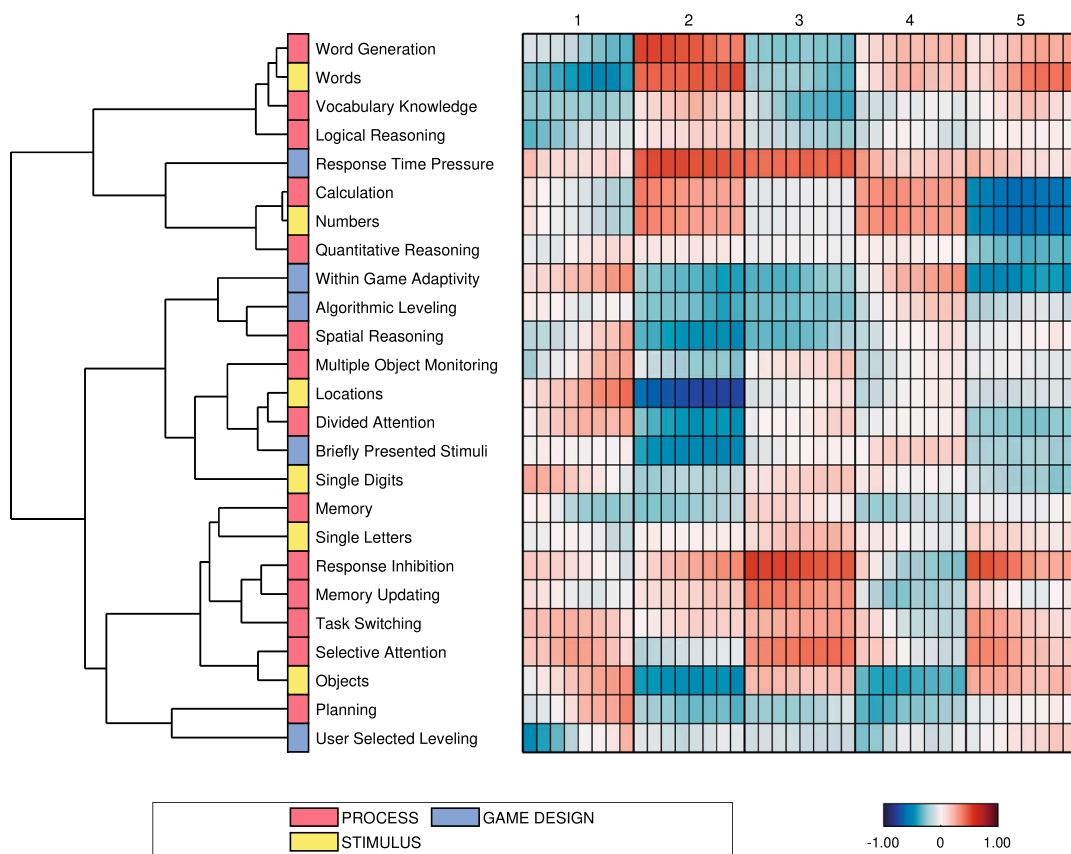 1 2 3 4 5
Word Generation
Words
Vocabulary Knowledge
Logical Reasoning
Response Time Pressure
Calculation
Numbers
Quantitative Reasoning
Within Game Adaptivity
Algorithmic Leveling
Spatial Reasoning
Multiple Object Monitoring
Locations
Divided Attention
Briefly Presented Stimuli
Single Digits
Memory
Single Letters
Response Inhibition
Memory Updating
Task Switching
Selective Attention
Objects
Planning
User Selected Leveling
PROCESS GAME DESIGN
STIMULUS
-1.00 0 1.00